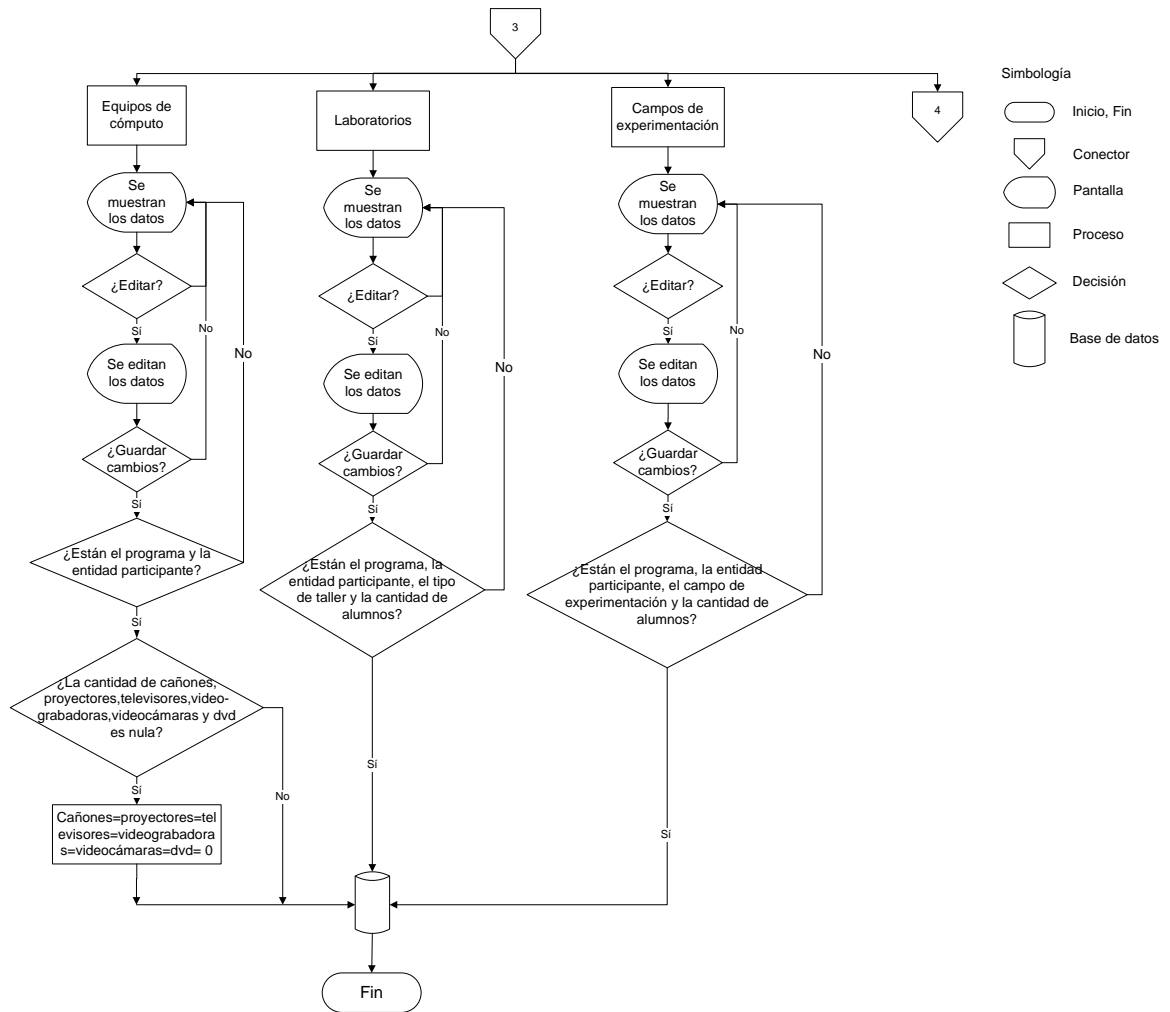 3
Equipos de
cómputo
Se
muestran
los datos
¿Editar?
Sí
No
Se editan
los datos
No
¿Guardar
cambios?
Sí
¿Están el programa y la
entidad participante?
Sí
¿La cantidad de cañones,
proyectores,televisores,video-
grabadoras,videocámaras y dvd
es nula?
Sí
No
Cañones=proyectores=tel
evisores=videograbadora
s=videocámaras=dvd= 0
Laboratorios
Se
muestran
los datos
¿Editar?
Sí
No
Se editan
los datos
No
¿Guardar
cambios?
Sí
¿Están el programa, la
entidad participante, el tipo
de taller y la cantidad de
alumnos?
Sí
Campos de
experimentación
Se
muestran
los datos
¿Editar?
Sí
No
Se editan
los datos
No
¿Guardar
cambios?
Sí
¿Están el programa, la entidad
participante, el campo de
experimentación y la cantidad de
alumnos?
Sí
Fin
4
Simbología
Inicio, Fin
Conector
Pantalla
Proceso
Decisión
Base de datos